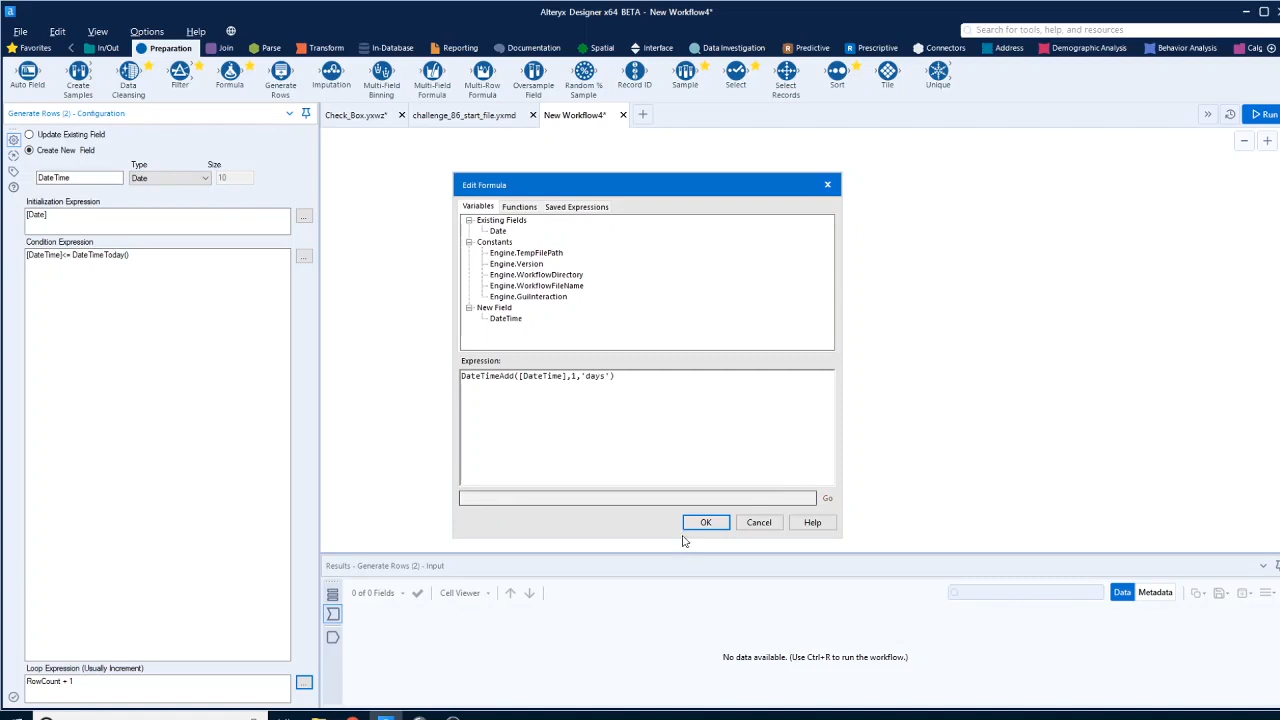 Alteryx Designer x64 BETA - New Workflow4*
File Edit View Options Help
Search for tools, help, and resources
Favorites In/Out Preparation Join Parse Transform In-Database Reporting Documentation Spatial Interface Data Investigation Predictive Prescriptive Connectors Address Demographic Analysis Behavior Analysis Calg
Auto Field
Create Samples
Data Cleansing
Filter
Formula
Generate Rows
Imputation
Multi-Field Binning
Multi-Field Formula
Multi-Row Formula
Oversample Field
Random % Sample
Record ID
Sample
Select
Select Records
Sort
Tile
Unique
Generate Rows (2) - Configuration
Check_Box.yxwz*
challenge_86_start_file.yxmd
New Workflow4*
Run
Update Existing Field
Create New Field
Type
Size
DateTime
Date
10
Initialization Expression
[Date]
...
Condition Expression
[DateTime]<= DateTimeToday()
...
Loop Expression (Usually Increment)
RowCount + 1
...
Edit Formula
Variables Functions Saved Expressions
Existing Fields
Date
Constants
Engine.TempFilePath
Engine.Version
Engine.WorkflowDirectory
Engine.WorkflowFileName
Engine.GuiInteraction
New Field
DateTime
Expression:
DateTimeAdd([DateTime],1,'days')
Go
OK Cancel Help
Results - Generate Rows (2) - Input
0 of 0 Fields Cell Viewer Data Metadata
No data available. (Use Ctrl+R to run the workflow.)